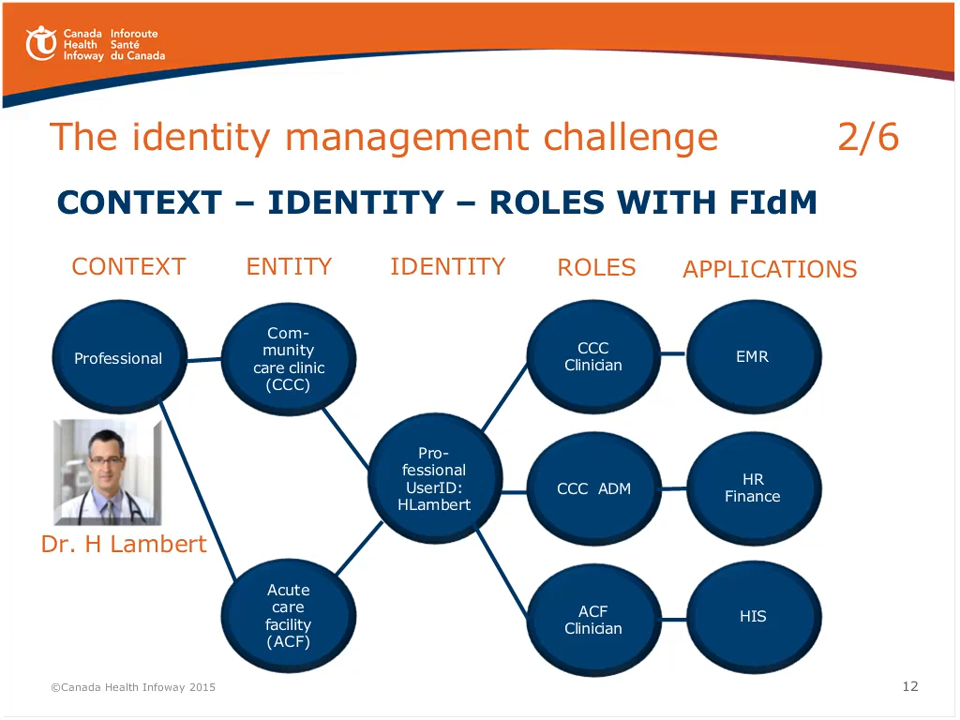 Canada Inforoute
Health Santé
Infoway du Canada
The identity management challenge 2/6
CONTEXT – IDENTITY – ROLES WITH FIdM
CONTEXT ENTITY IDENTITY ROLES APPLICATIONS
Professional
Com-
munity
care clinic
(CCC)
CCC
Clinician
EMR
Pro-
fessional
UserID:
HLambert
CCC ADM
HR
Finance
Dr. H Lambert
Acute
care
facility
(ACF)
ACF
Clinician
HIS
©Canada Health Infoway 2015
12